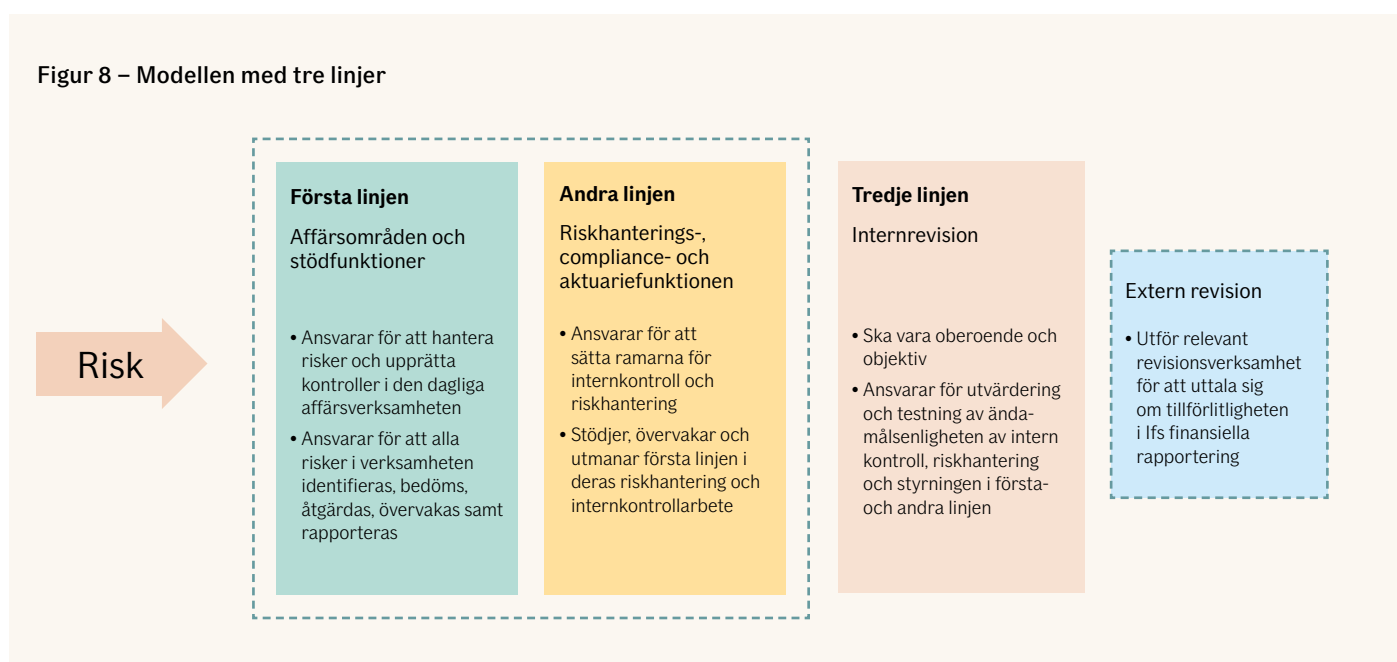 Figur 8 – Modellen med tre linjer
Risk
Första linjen
Affärsområden och
stödfunktioner
• Ansvarar för att hantera
risker och upprätta
kontroller i den dagliga
affärsverksamheten
• Ansvarar för att alla
risker i verksamheten
identifieras, bedöms,
åtgärdas, övervakas samt
rapporteras
Andra linjen
Riskhanterings-,
compliance- och
aktuariefunktionen
• Ansvarar för att
sätta ramarna för
internkontroll och
riskhantering
• Stödjer, övervakar och
utmanar första linjen i
deras riskhantering och
internkontrollarbete
Tredje linjen
Internrevision
• Ska vara oberoende och
objektiv
• Ansvarar för utvärdering
och testning av ända-
målsenligheten av intern
kontroll, riskhantering
och styrningen i första-
och andra linjen
Extern revision
• Utför relevant
revisionsverksamhet
för att uttala sig
om tillförlitligheten
i Ifs finansiella
rapportering